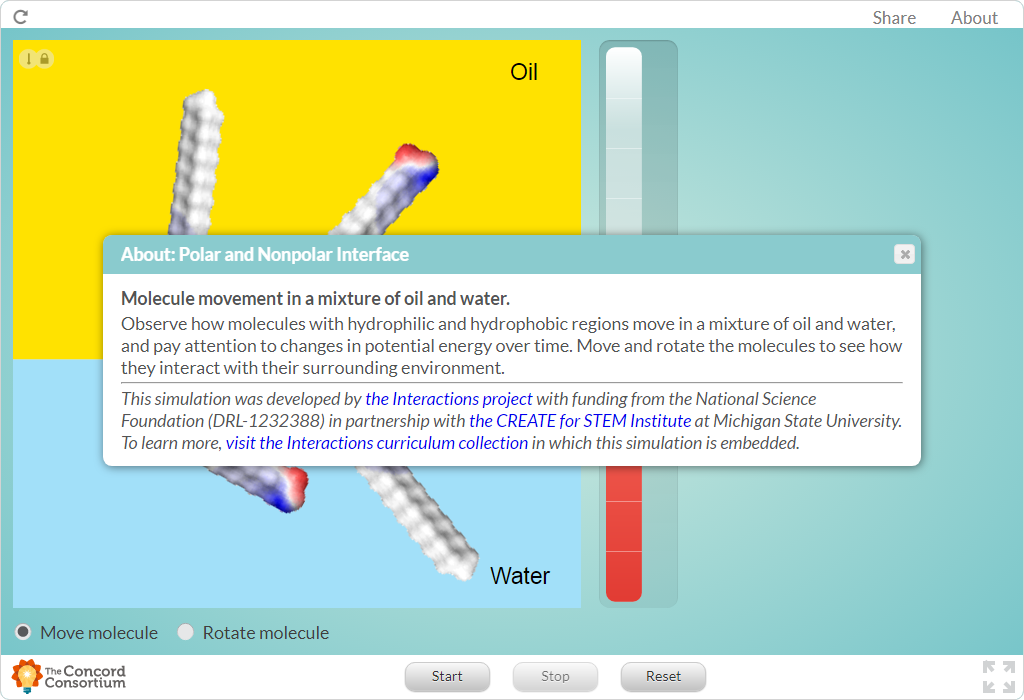 Share About
Oil
About: Polar and Nonpolar Interface
Molecule movement in a mixture of oil and water.
Observe how molecules with hydrophilic and hydrophobic regions move in a mixture of oil and water,
and pay attention to changes in potential energy over time. Move and rotate the molecules to see how
they interact with their surrounding environment.
This simulation was developed by the Interactions project with funding from the National Science
Foundation (DRL-1232388) in partnership with the CREATE for STEM Institute at Michigan State University.
To learn more, visit the Interactions curriculum collection in which this simulation is embedded.
Water
Move molecule Rotate molecule
The Concord
Consortium
Start Stop Reset